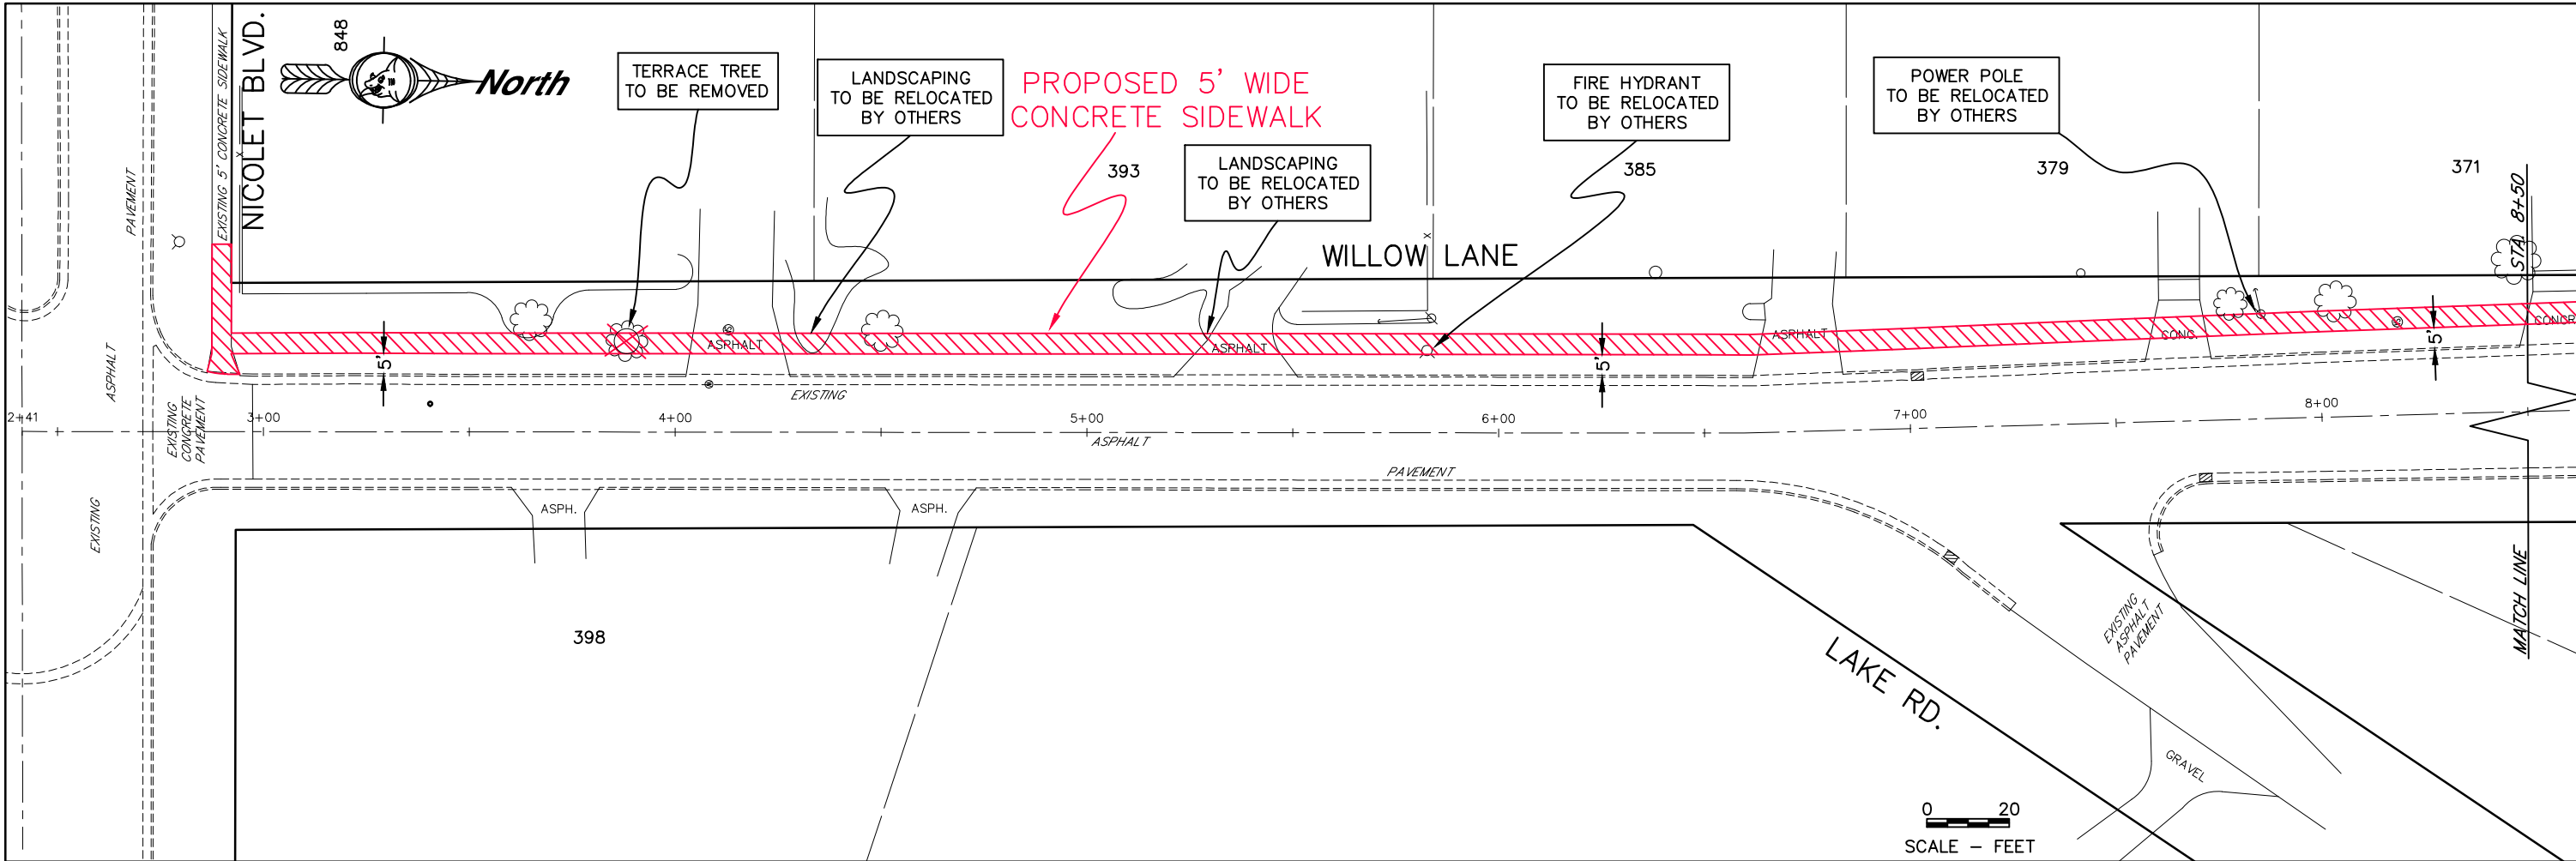 848
NICOLET BLVD.
EXISTING 5' CONCRETE SIDEWALK
North
TERRACE TREE
TO BE REMOVED
LANDSCAPING
TO BE RELOCATED
BY OTHERS
PROPOSED 5' WIDE
CONCRETE SIDEWALK
393
LANDSCAPING
TO BE RELOCATED
BY OTHERS
FIRE HYDRANT
TO BE RELOCATED
BY OTHERS
385
POWER POLE
TO BE RELOCATED
BY OTHERS
379
371
STA. 8+50
WILLOW LANE
PAVEMENT
ASPHALT
EXISTING
ASPHALT
ASPHALT
ASPHALT
CONC.
CONCR
5'
5'
5'
EXISTING
2+41
EXISTING
CONCRETE
PAVEMENT
3+00
4+00
5+00
6+00
7+00
8+00
ASPHALT
PAVEMENT
ASPH.
ASPH.
398
LAKE RD.
EXISTING
ASPHALT
PAVEMENT
MATCH LINE
GRAVEL
0 20
SCALE - FEET